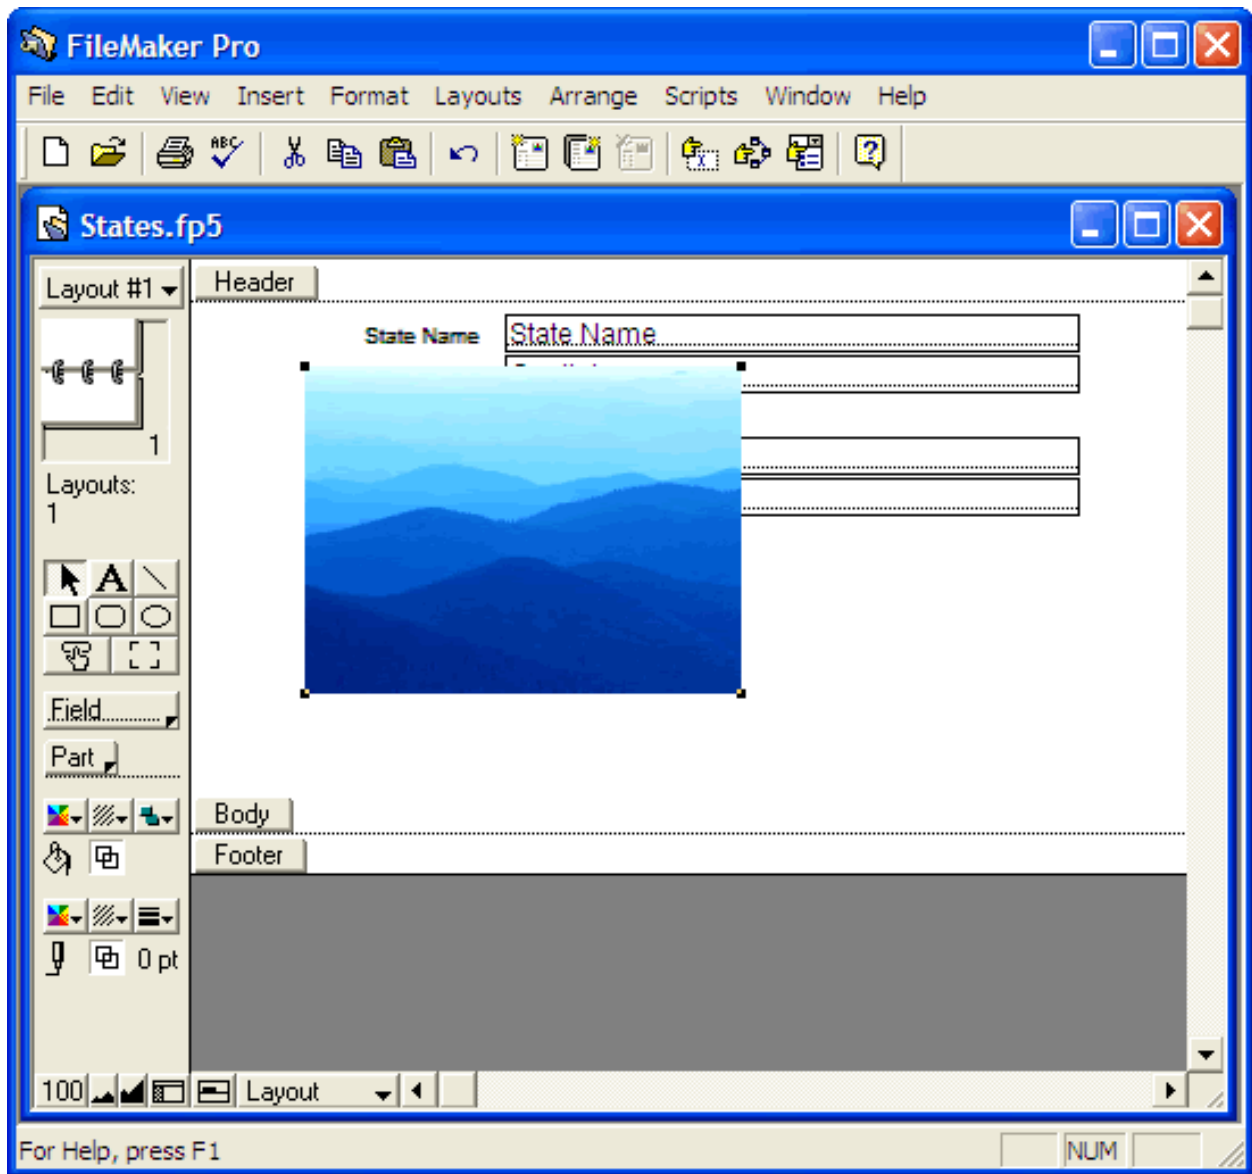 FileMaker Pro
File Edit View Insert Format Layouts Arrange Scripts Window Help
ABC
States.fp5
Layout #1
Header
State Name State Name
1
Layouts:
1
A
Field
Part
Body
Footer
0 pt
100 Layout
For Help, press F1 NUM